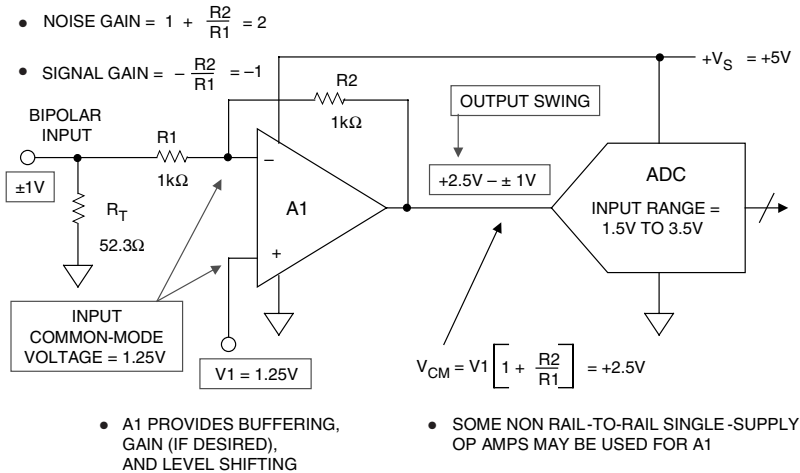 • NOISE GAIN = 1 + R2/R1 = 2
• SIGNAL GAIN = – R2/R1 = –1
+VS = +5V
BIPOLAR
INPUT
R1
1kΩ
R2
1kΩ
OUTPUT SWING
±1V
RT
52.3Ω
–
A1
+
+2.5V – ± 1V
ADC
INPUT RANGE =
1.5V TO 3.5V
INPUT
COMMON-MODE
VOLTAGE = 1.25V
V1 = 1.25V
VCM = V1 [1 + R2/R1] = +2.5V
• A1 PROVIDES BUFFERING,
GAIN (IF DESIRED),
AND LEVEL SHIFTING
• SOME NON RAIL-TO-RAIL SINGLE-SUPPLY
OP AMPS MAY BE USED FOR A1